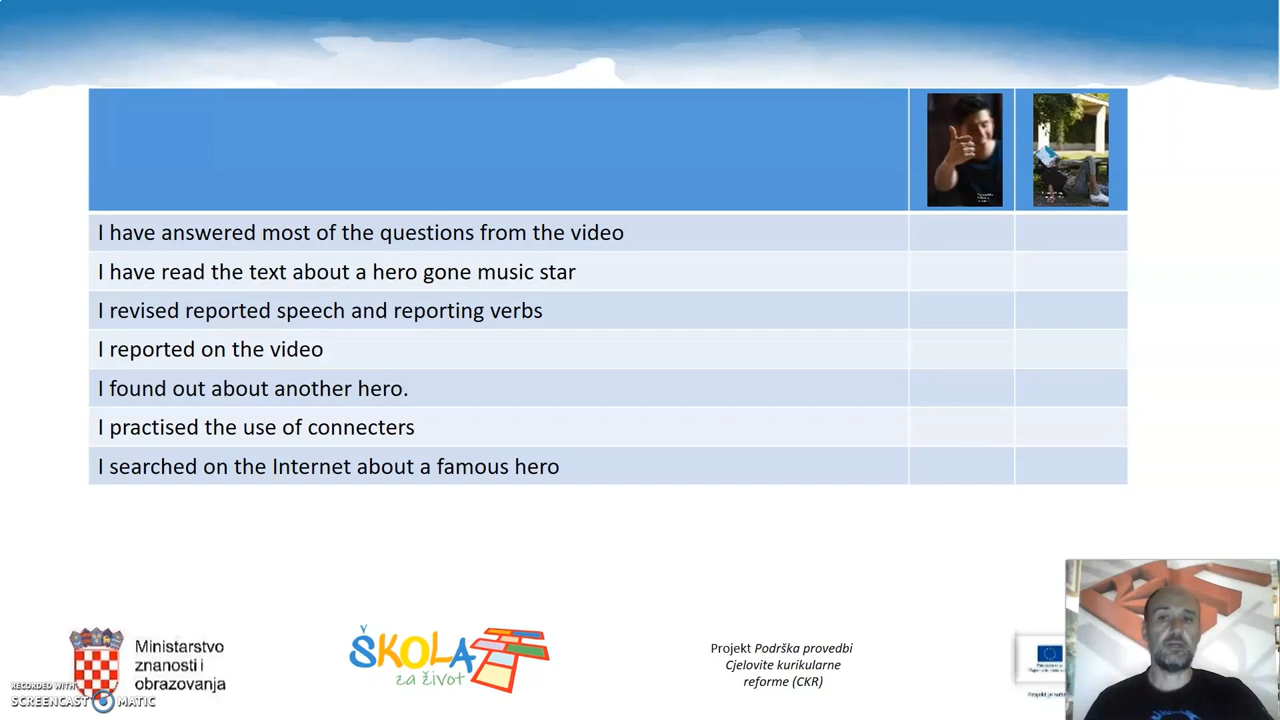 I have answered most of the questions from the video
I have read the text about a hero gone music star
I revised reported speech and reporting verbs
I reported on the video
I found out about another hero.
I practised the use of connecters
I searched on the Internet about a famous hero
Ministarstvo
znanosti i
obrazovanja
ŠKOLA
za život
Projekt Podrška provedbi
Cjelovite kurikularne
reforme (CKR)
RECORDED WITH
SCREENCAST MATIC